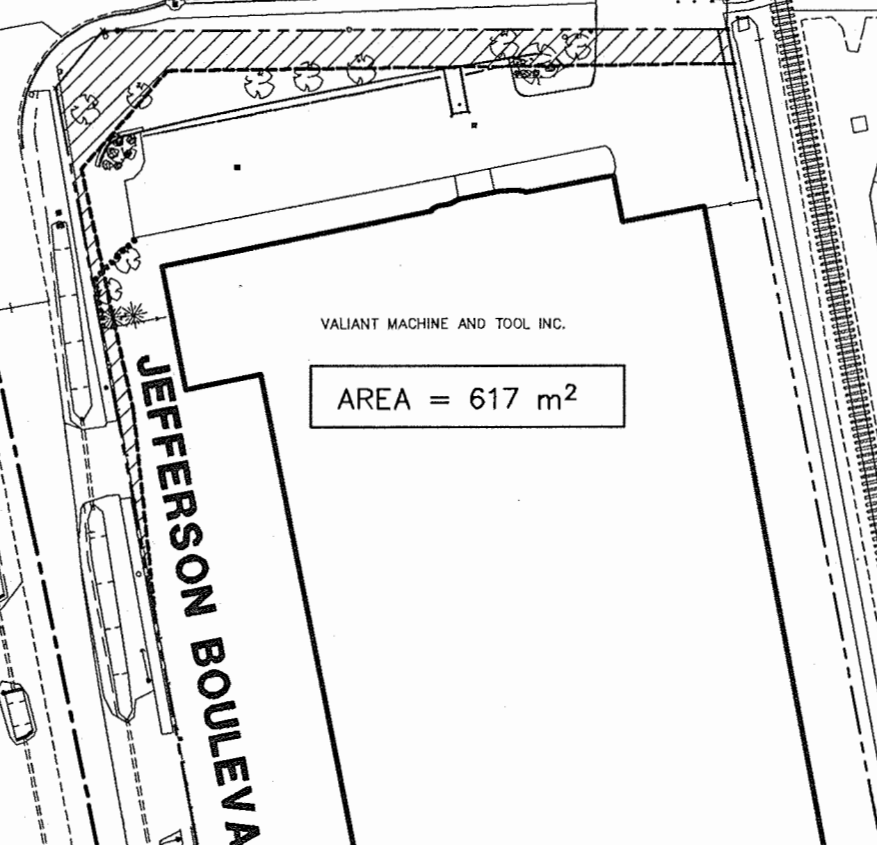 VALIANT MACHINE AND TOOL INC.
AREA = 617 m²
JEFFERSON BOULEVA